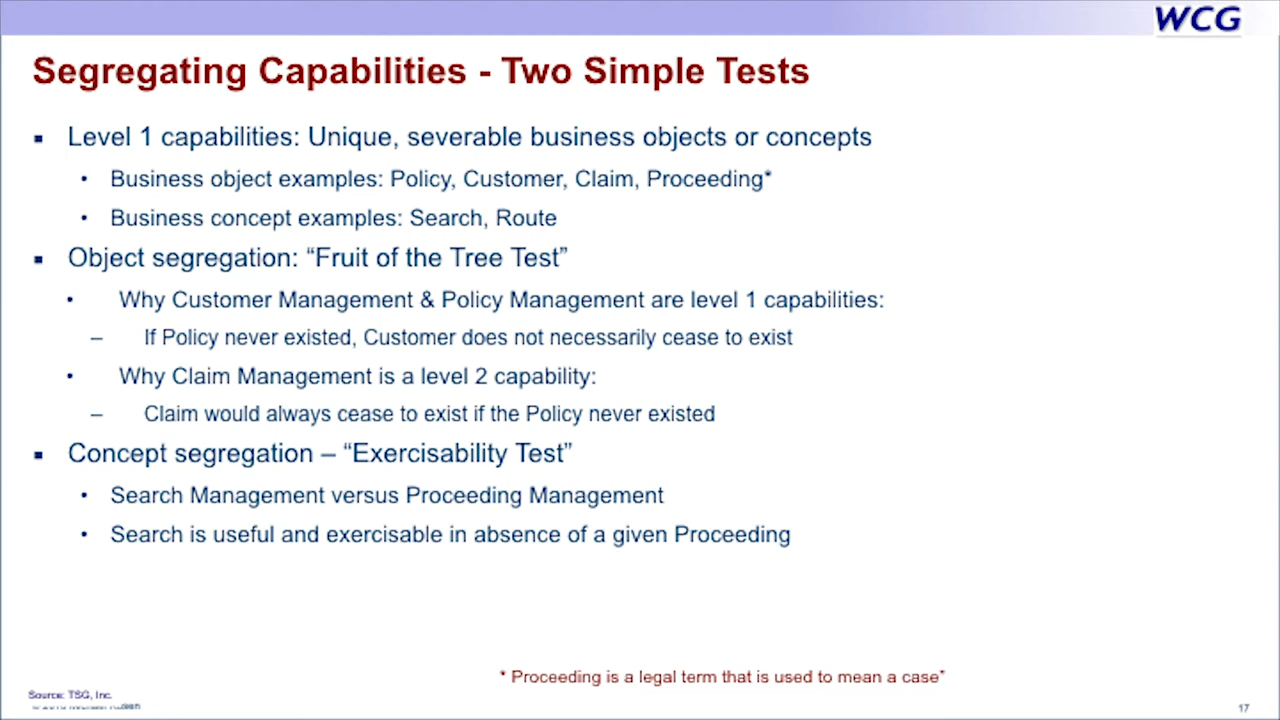 WCG
Segregating Capabilities - Two Simple Tests
▪ Level 1 capabilities: Unique, severable business objects or concepts
• Business object examples: Policy, Customer, Claim, Proceeding*
• Business concept examples: Search, Route
▪ Object segregation: “Fruit of the Tree Test”
• Why Customer Management & Policy Management are level 1 capabilities:
– If Policy never existed, Customer does not necessarily cease to exist
• Why Claim Management is a level 2 capability:
– Claim would always cease to exist if the Policy never existed
▪ Concept segregation – “Exercisability Test”
• Search Management versus Proceeding Management
• Search is useful and exercisable in absence of a given Proceeding
* Proceeding is a legal term that is used to mean a case”
Source: TSG, Inc.
17